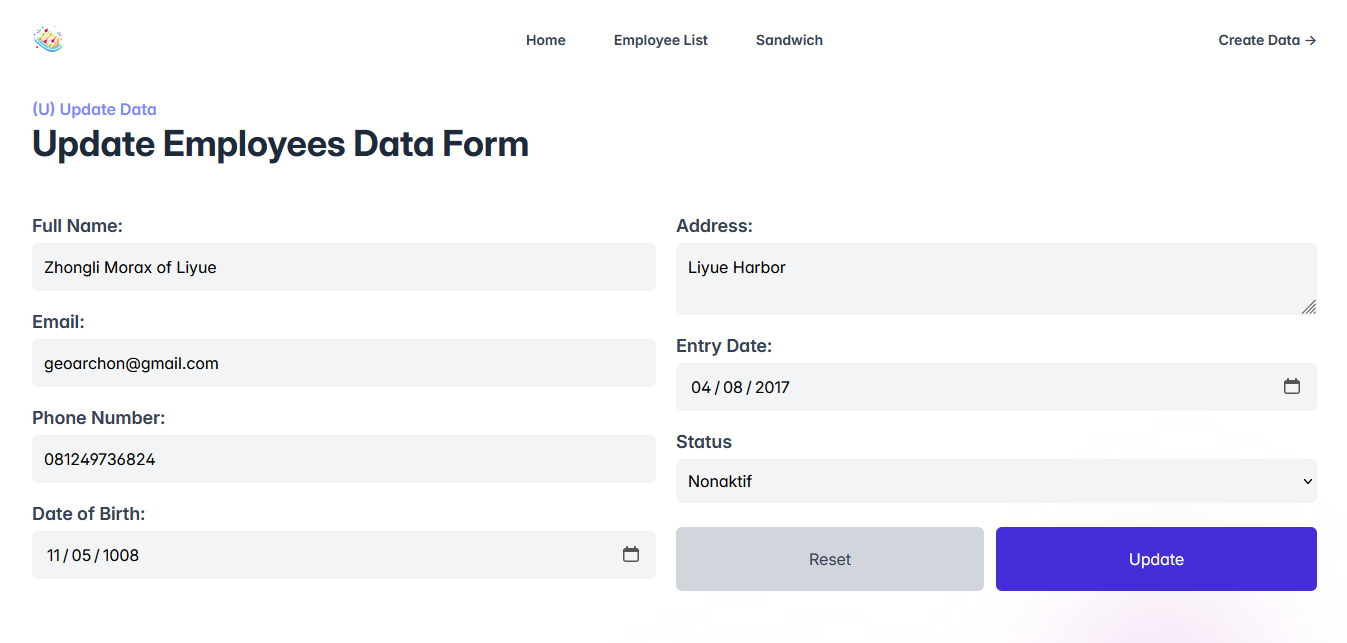 Home Employee List Sandwich Create Data →
(U) Update Data
Update Employees Data Form
Full Name:
Zhongli Morax of Liyue
Email:
geoarchon@gmail.com
Phone Number:
081249736824
Date of Birth:
11/05/1008
Address:
Liyue Harbor
Entry Date:
04/08/2017
Status
Nonaktif
Reset Update